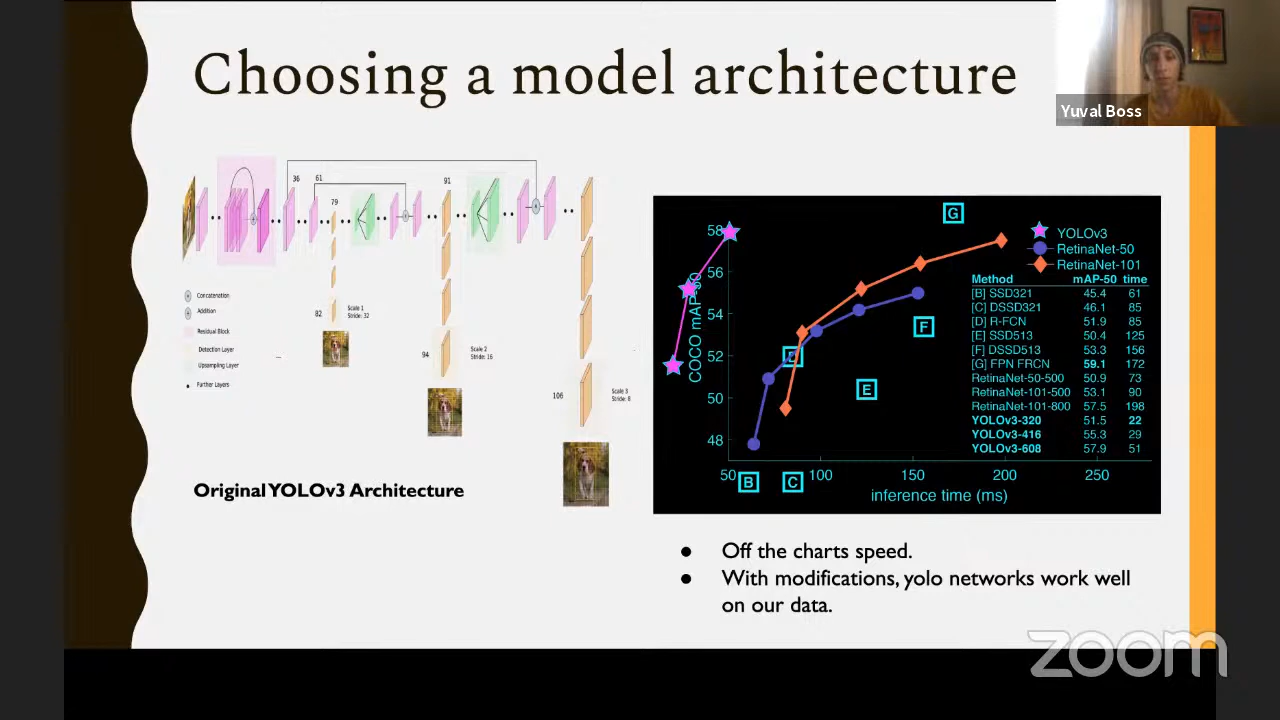 Choosing a model architecture
Yuval Boss
36
61
79
91
Concatenation
Addition
Residual Block
Detection Layer
Upsampling Layer
Further Layers
82
Scale 1
Stride: 32
94
Scale 2
Stride: 16
106
Scale 3
Stride: 8
Original YOLOv3 Architecture
58
56
54
52
50
48
COCO mAP-50
G
F
E
B
C
50
100
150
200
250
inference time (ms)
YOLOv3
RetinaNet-50
RetinaNet-101
Method mAP-50 time
[B] SSD321 45.4 61
[C] DSSD321 46.1 85
[D] R-FCN 51.9 85
[E] SSD513 50.4 125
[F] DSSD513 53.3 156
[G] FPN FRCN 59.1 172
RetinaNet-50-500 50.9 73
RetinaNet-101-500 53.1 90
RetinaNet-101-800 57.5 198
YOLOv3-320 51.5 22
YOLOv3-416 55.3 29
YOLOv3-608 57.9 51
● Off the charts speed.
● With modifications, yolo networks work well
on our data.
zoom